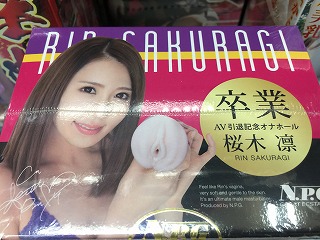 RIN SAKURAGI
卒業
AV引退記念オナホール
桜木 凛
RIN SAKURAGI
Feel like Rin's vagina,
very soft and gentle to the skin.
It's an ultimate male masturbator.
Produced by N.P.G.
N.P.G